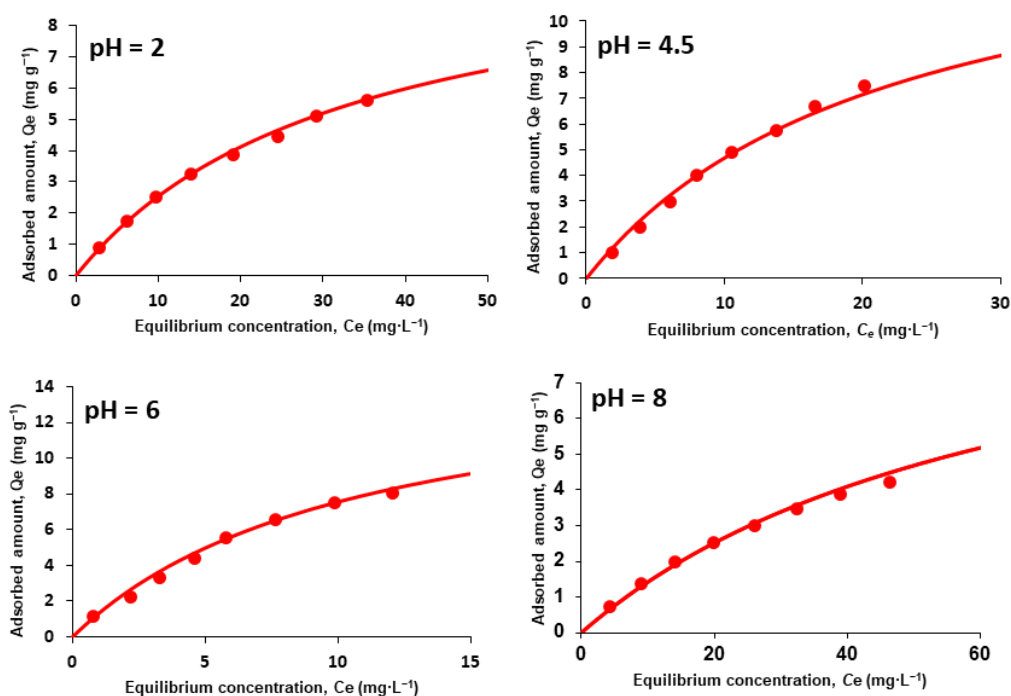 pH = 2
Adsorbed amount, Qe (mg g⁻¹)
8
7
6
5
4
3
2
1
0
0 10 20 30 40 50
Equilibrium concentration, Ce (mg·L⁻¹)
pH = 4.5
Adsorbed amount, Qe (mg g⁻¹)
10
9
8
7
6
5
4
3
2
1
0
0 10 20 30
Equilibrium concentration, Cₑ (mg·L⁻¹)
pH = 6
Adsorbed amount, Qe (mg g⁻¹)
14
12
10
8
6
4
2
0
0 5 10 15
Equilibrium concentration, Ce (mg·L⁻¹)
pH = 8
Adsorbed amount, Qe (mg g⁻¹)
7
6
5
4
3
2
1
0
0 20 40 60
Equilibrium concentration, Ce (mg·L⁻¹)